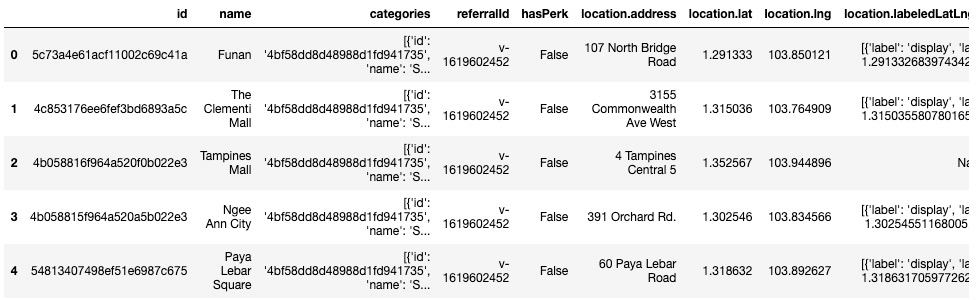 id name categories referralId hasPerk location.address location.lat location.lng location.labeledLatLng
0 5c73a4e61acf11002c69c41a Funan [{'id': '4bf58dd8d48988d1fd941735', 'name': 'S... v-1619602452 False 107 North Bridge Road 1.291333 103.850121 [{'label': 'display', 'la 1.291332683974342
1 4c853176ee6fef3bd6893a5c The Clementi Mall [{'id': '4bf58dd8d48988d1fd941735', 'name': 'S... v-1619602452 False 3155 Commonwealth Ave West 1.315036 103.764909 [{'label': 'display', 'la 1.315035580780165
2 4b058816f964a520f0b022e3 Tampines Mall [{'id': '4bf58dd8d48988d1fd941735', 'name': 'S... v-1619602452 False 4 Tampines Central 5 1.352567 103.944896 Na
3 4b058815f964a520a5b022e3 Ngee Ann City [{'id': '4bf58dd8d48988d1fd941735', 'name': 'S... v-1619602452 False 391 Orchard Rd. 1.302546 103.834566 [{'label': 'display', 'la 1.30254551168005
4 54813407498ef51e6987c675 Paya Lebar Square [{'id': '4bf58dd8d48988d1fd941735', 'name': 'S... v-1619602452 False 60 Paya Lebar Road 1.318632 103.892627 [{'label': 'display', 'la 1.318631705977262